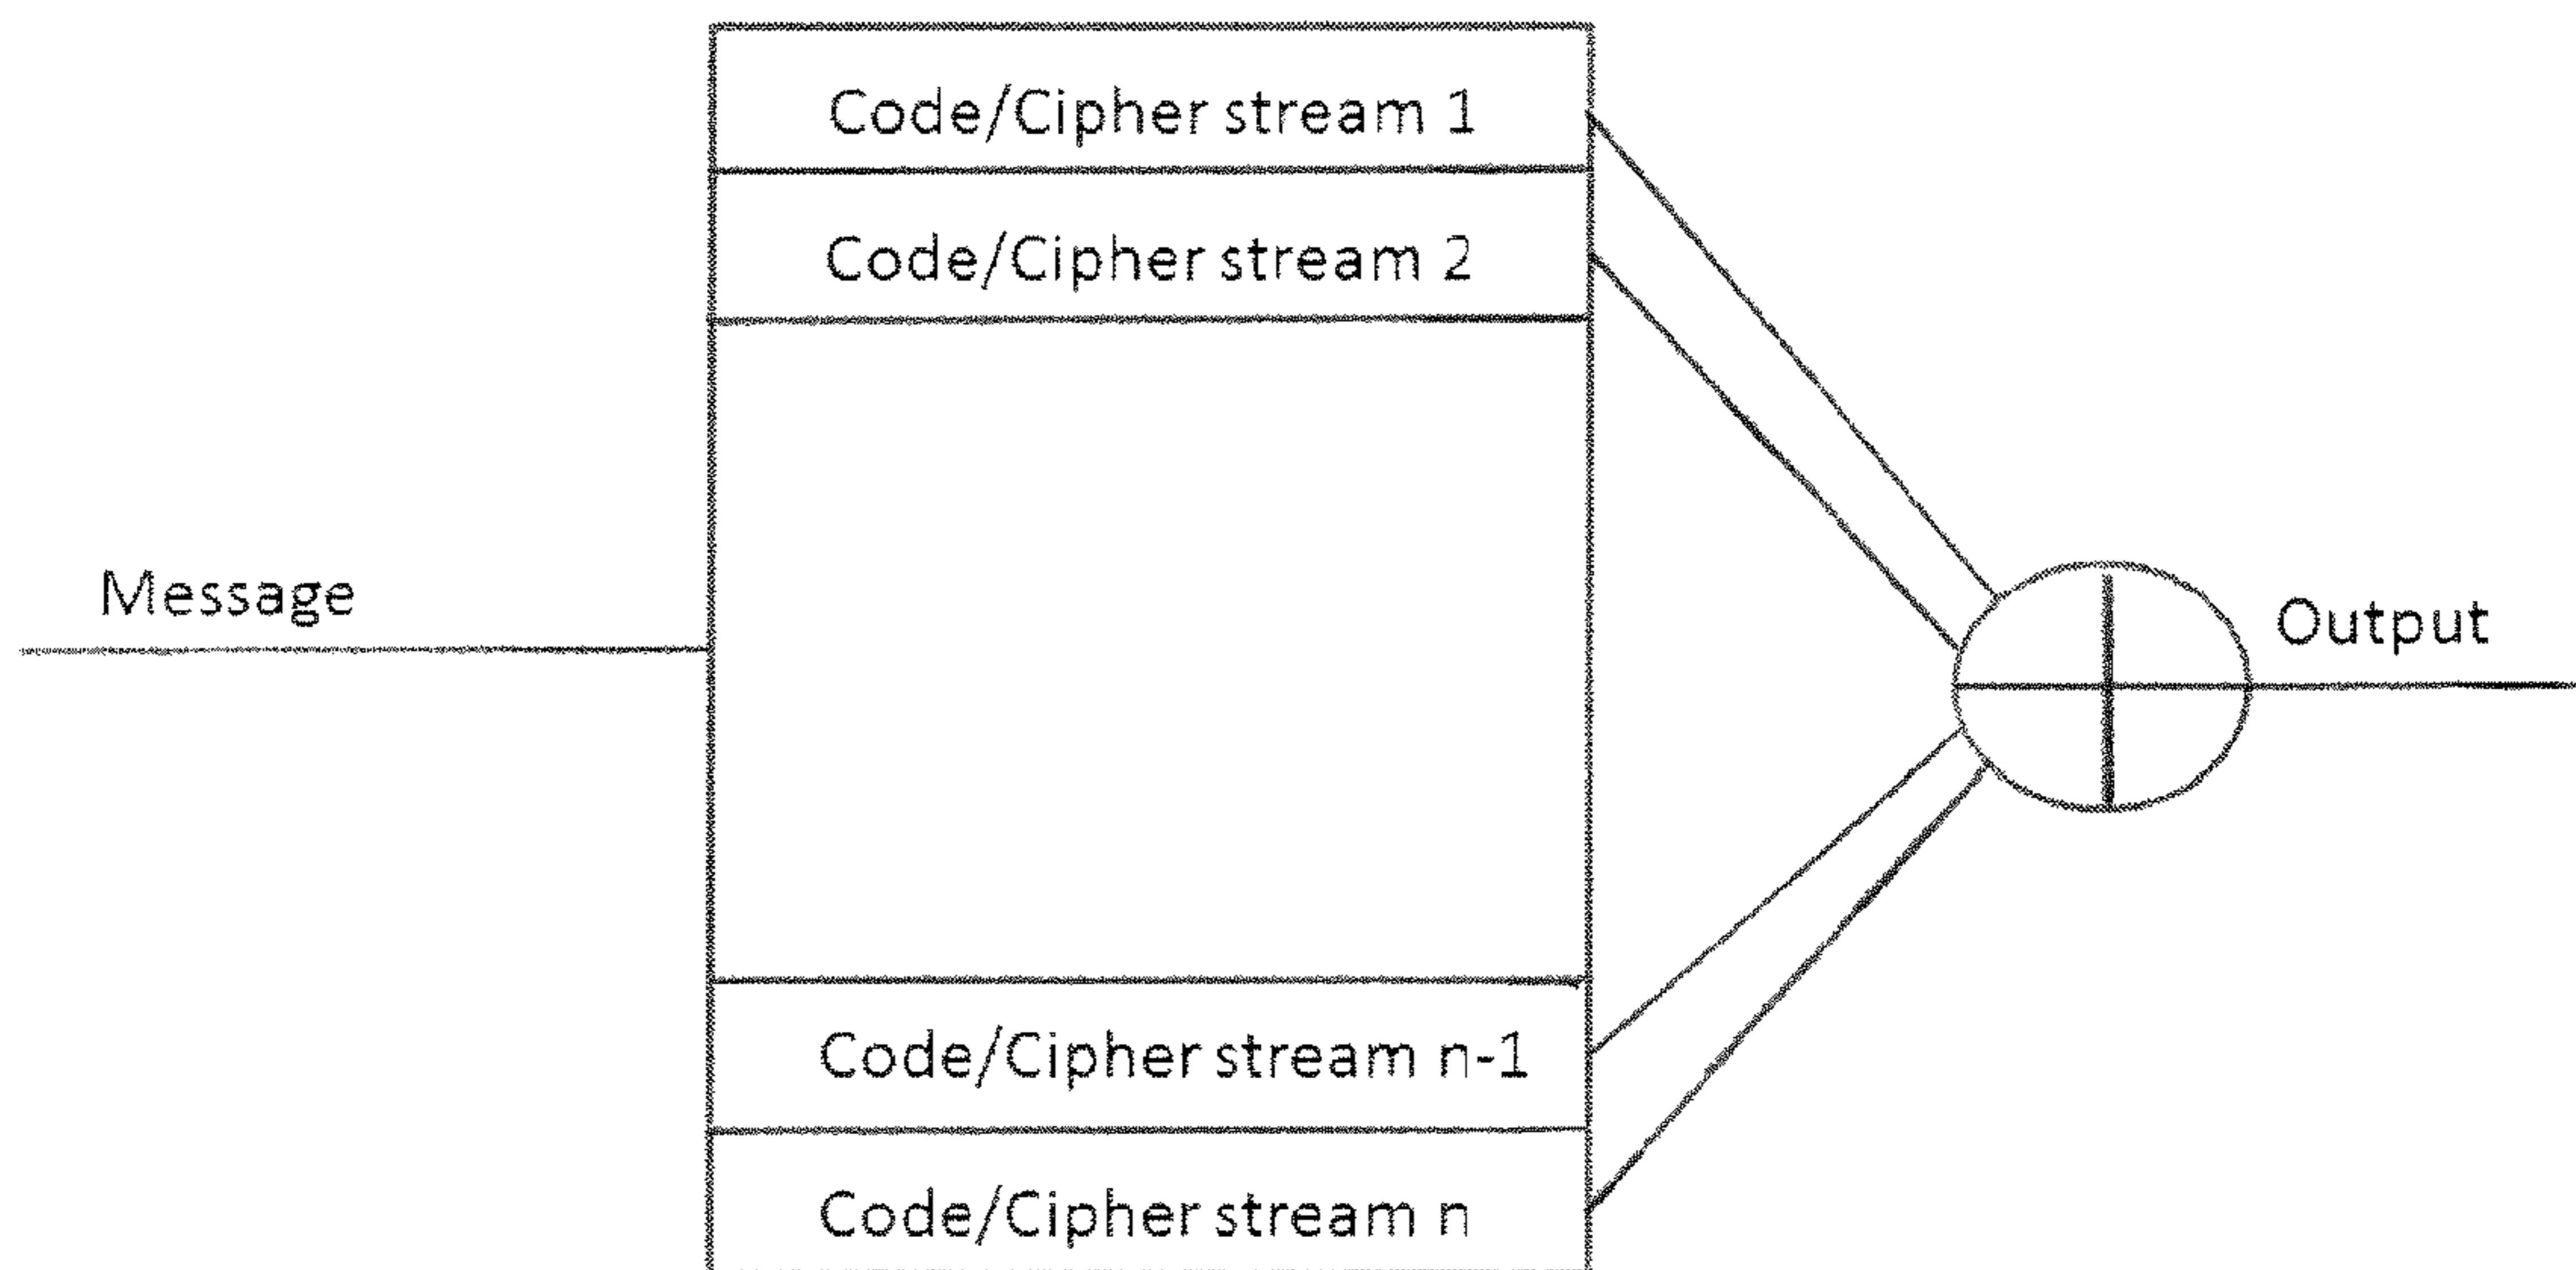 Code/Cipher stream 1
Code/Cipher stream 2
Message
Output
Code/Cipher stream n-1
Code/Cipher stream n